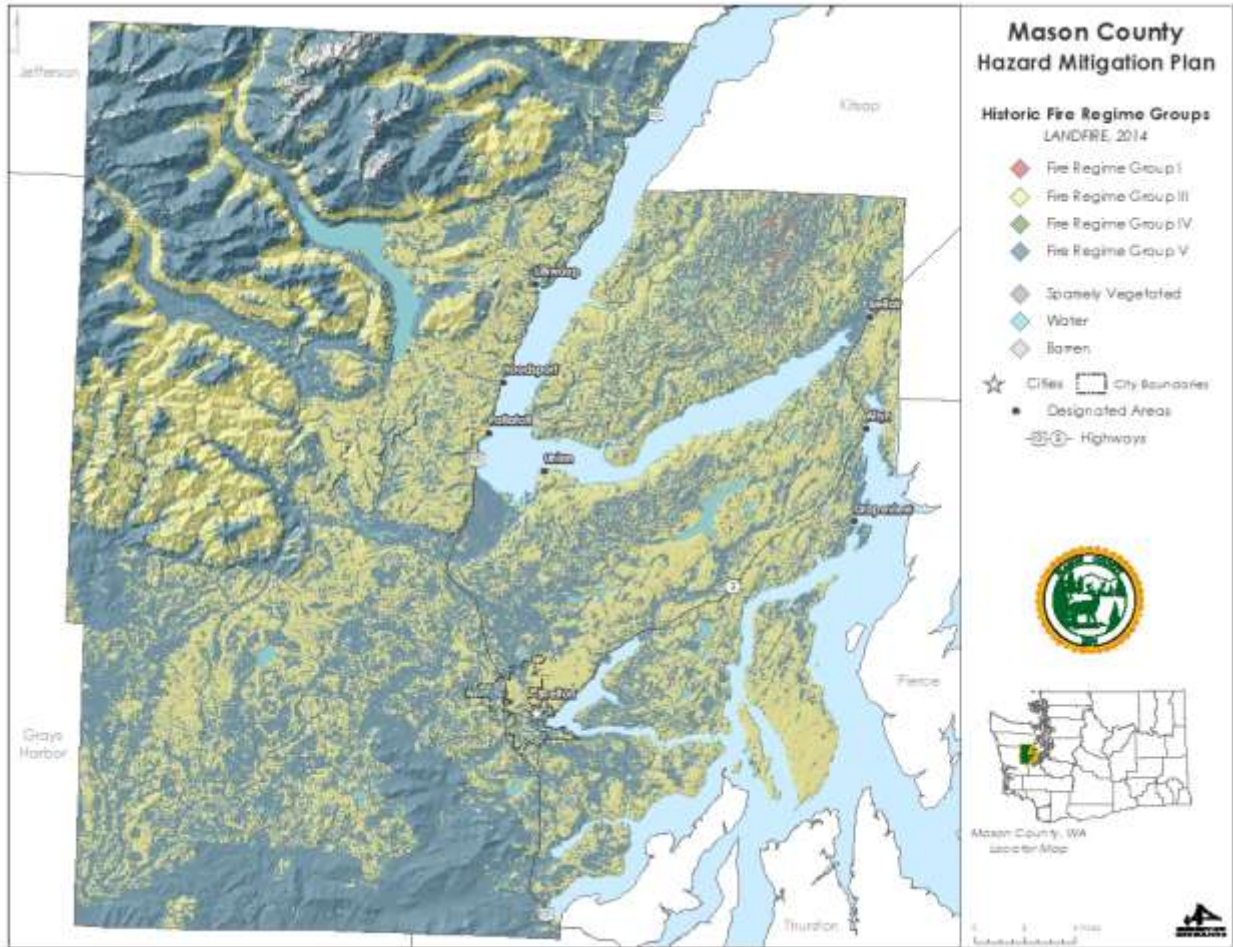 Mason County
Hazard Mitigation Plan
Historic Fire Regime Groups
LANDFIRE, 2014
Fire Regime Group I
Fire Regime Group III
Fire Regime Group IV
Fire Regime Group V
Sparsely Vegetated
Water
Barren
Cities
City Boundaries
Designated Areas
Highways
Mason County, WA
Locator Map
Jefferson
Kitsap
Lilliwaup
Belfair
Hoodsport
Potlatch
Union
Allyn
Grapeview
3
Shelton
Pierce
Grays
Harbor
Thurston